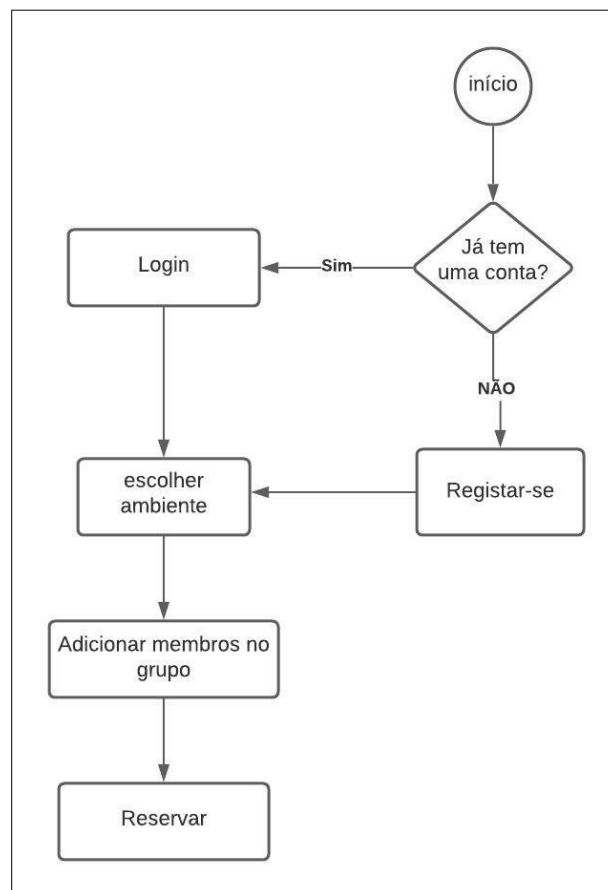 início
Já tem
uma conta?
Sim
Login
NÃO
Registar-se
escolher
ambiente
Adicionar membros no
grupo
Reservar